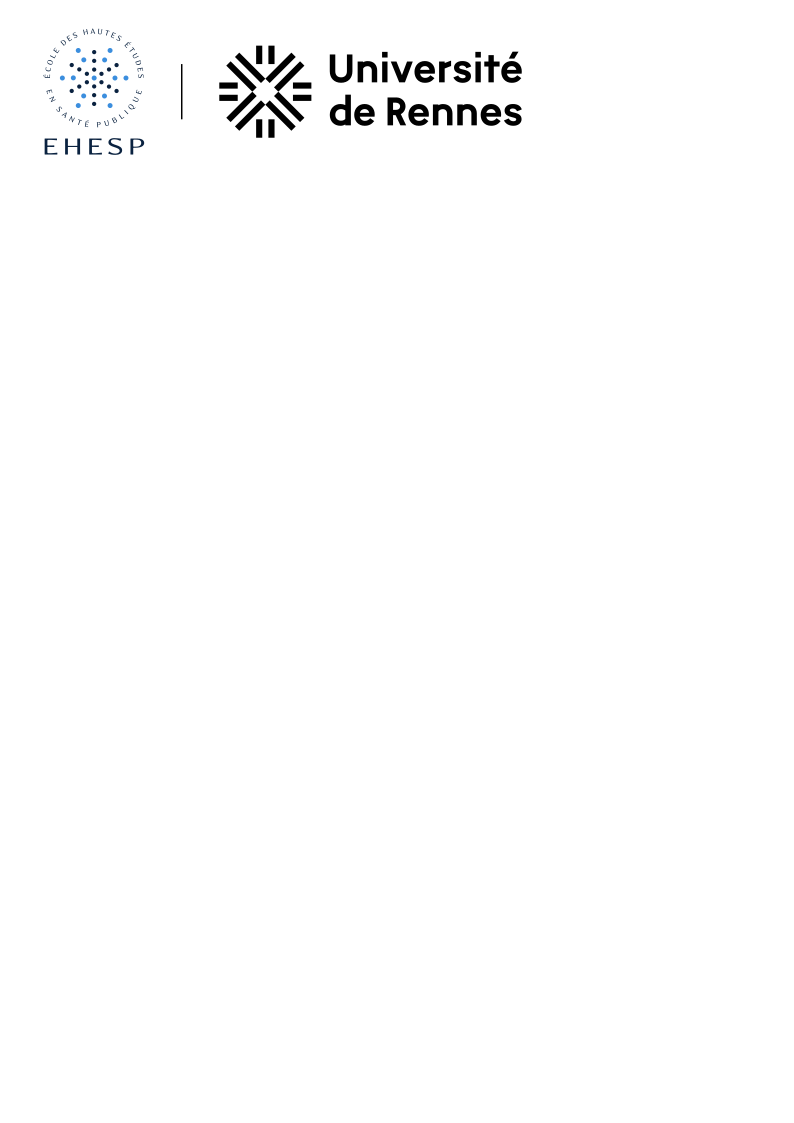 ÉCOLE DES HAUTES ÉTUDES
EN SANTÉ PUBLIQUE
EHESP
Université
de Rennes